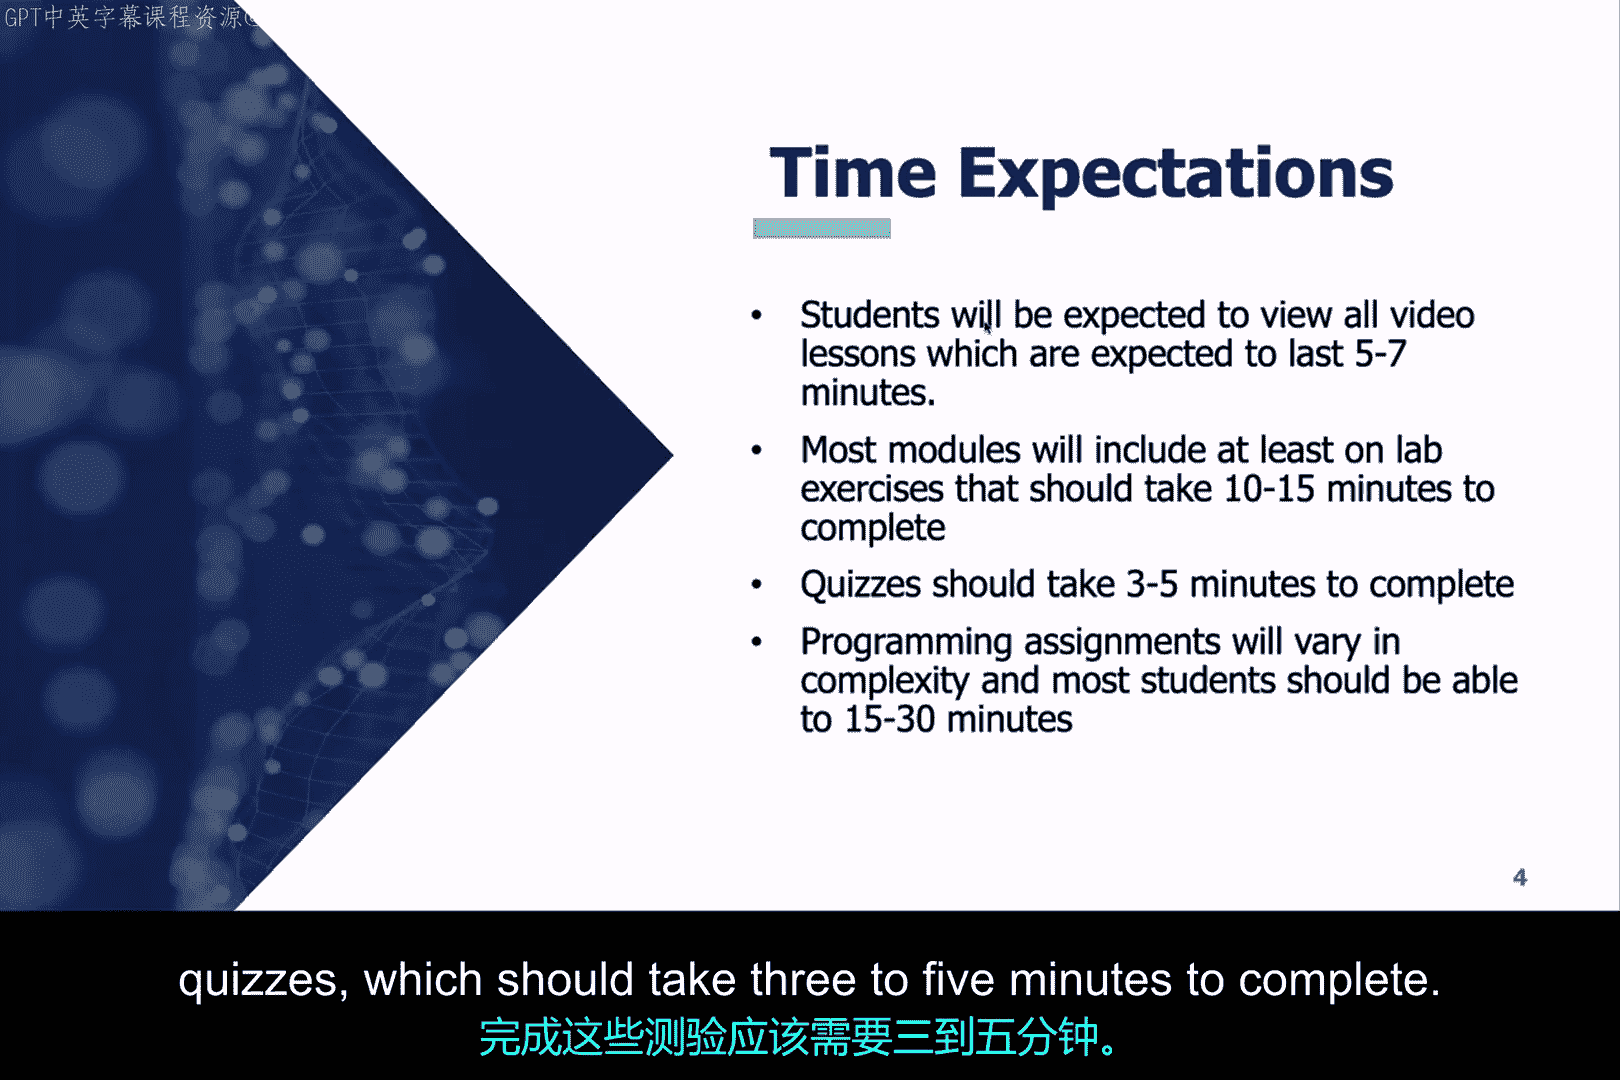 GPT中英字幕课程资源@
Time Expectations
• Students will be expected to view all video
lessons which are expected to last 5-7
minutes.
• Most modules will include at least on lab
exercises that should take 10-15 minutes to
complete
• Quizzes should take 3-5 minutes to complete
• Programming assignments will vary in
complexity and most students should be able
to 15-30 minutes
4
quizzes, which should take three to five minutes to complete.
完成这些测验应该需要三到五分钟。